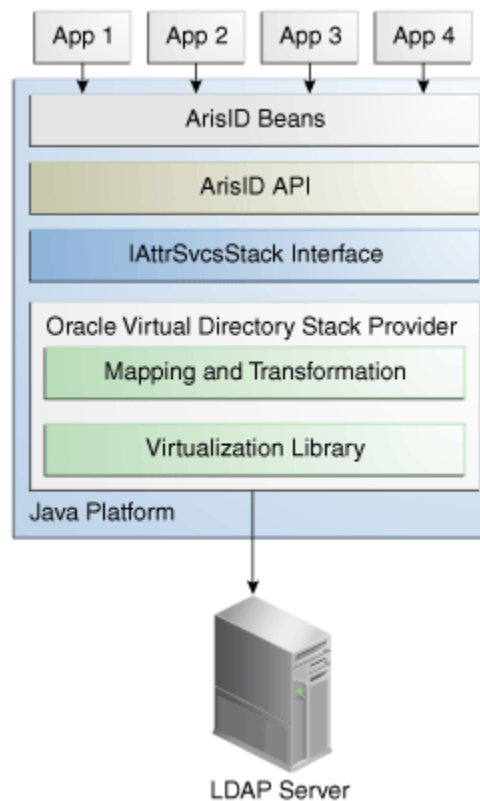 App 1
App 2
App 3
App 4
ArisID Beans
ArisID API
IAttrSvcsStack Interface
Oracle Virtual Directory Stack Provider
Mapping and Transformation
Virtualization Library
Java Platform
LDAP Server